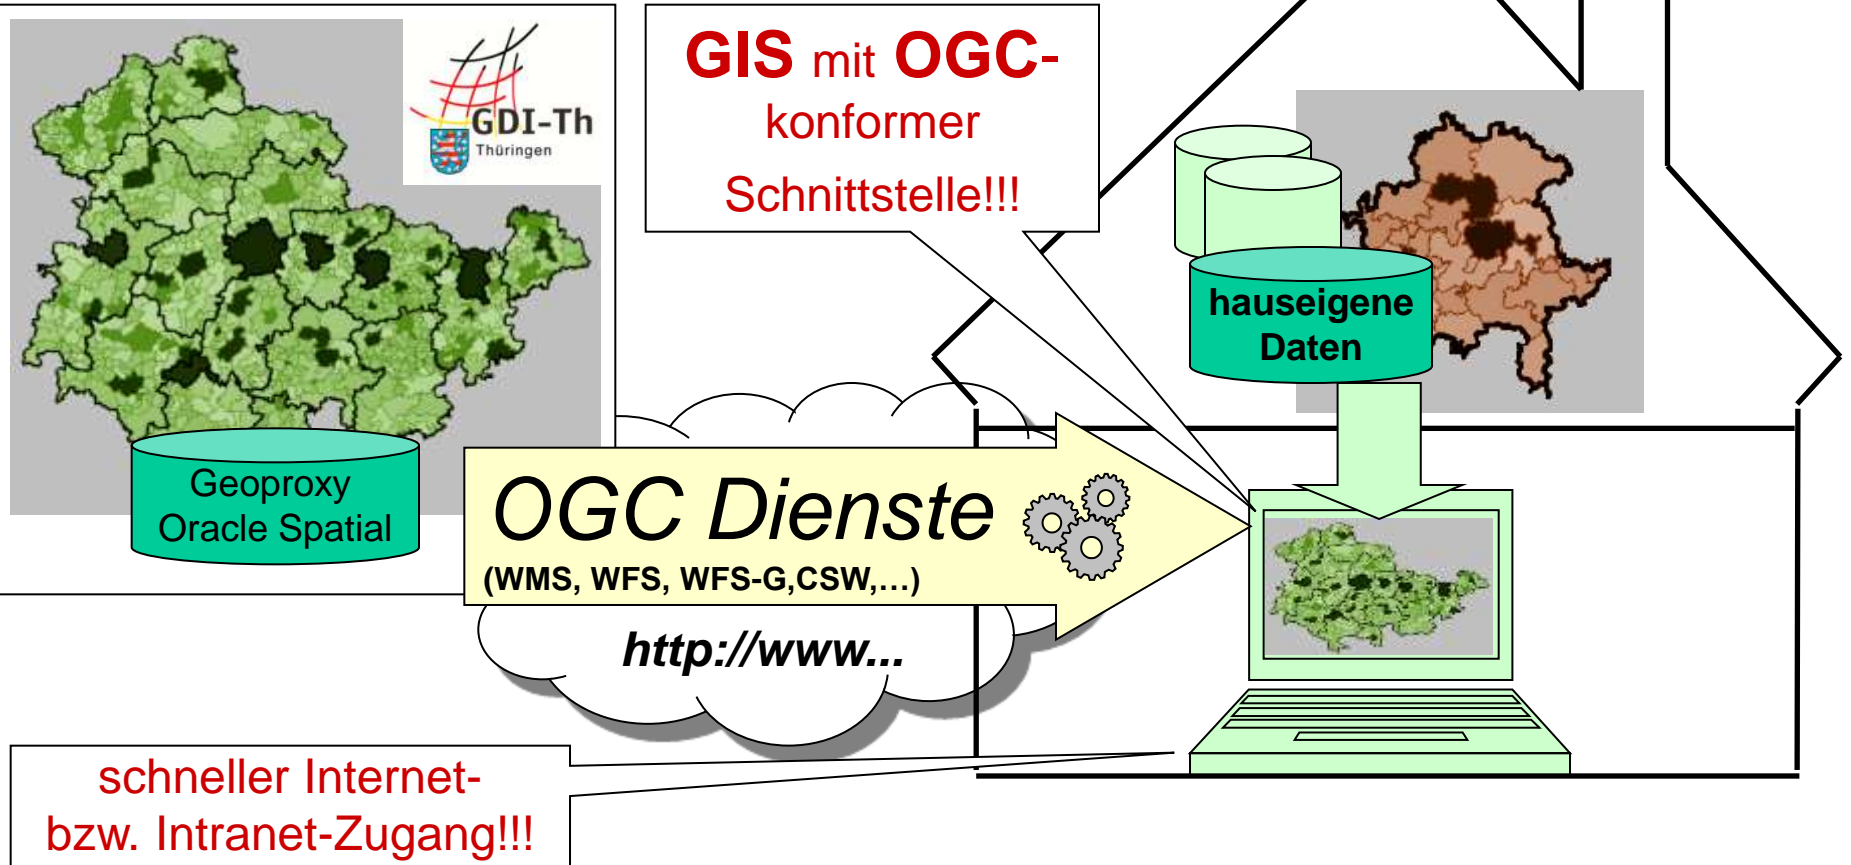 GDI-Th
Thüringen
GIS mit OGC-
konformer
Schnittstelle!!!
hauseigene
Daten
Geoproxy
Oracle Spatial
OGC Dienste
(WMS, WFS, WFS-G,CSW,...)
http://www...
schneller Internet-
bzw. Intranet-Zugang!!!